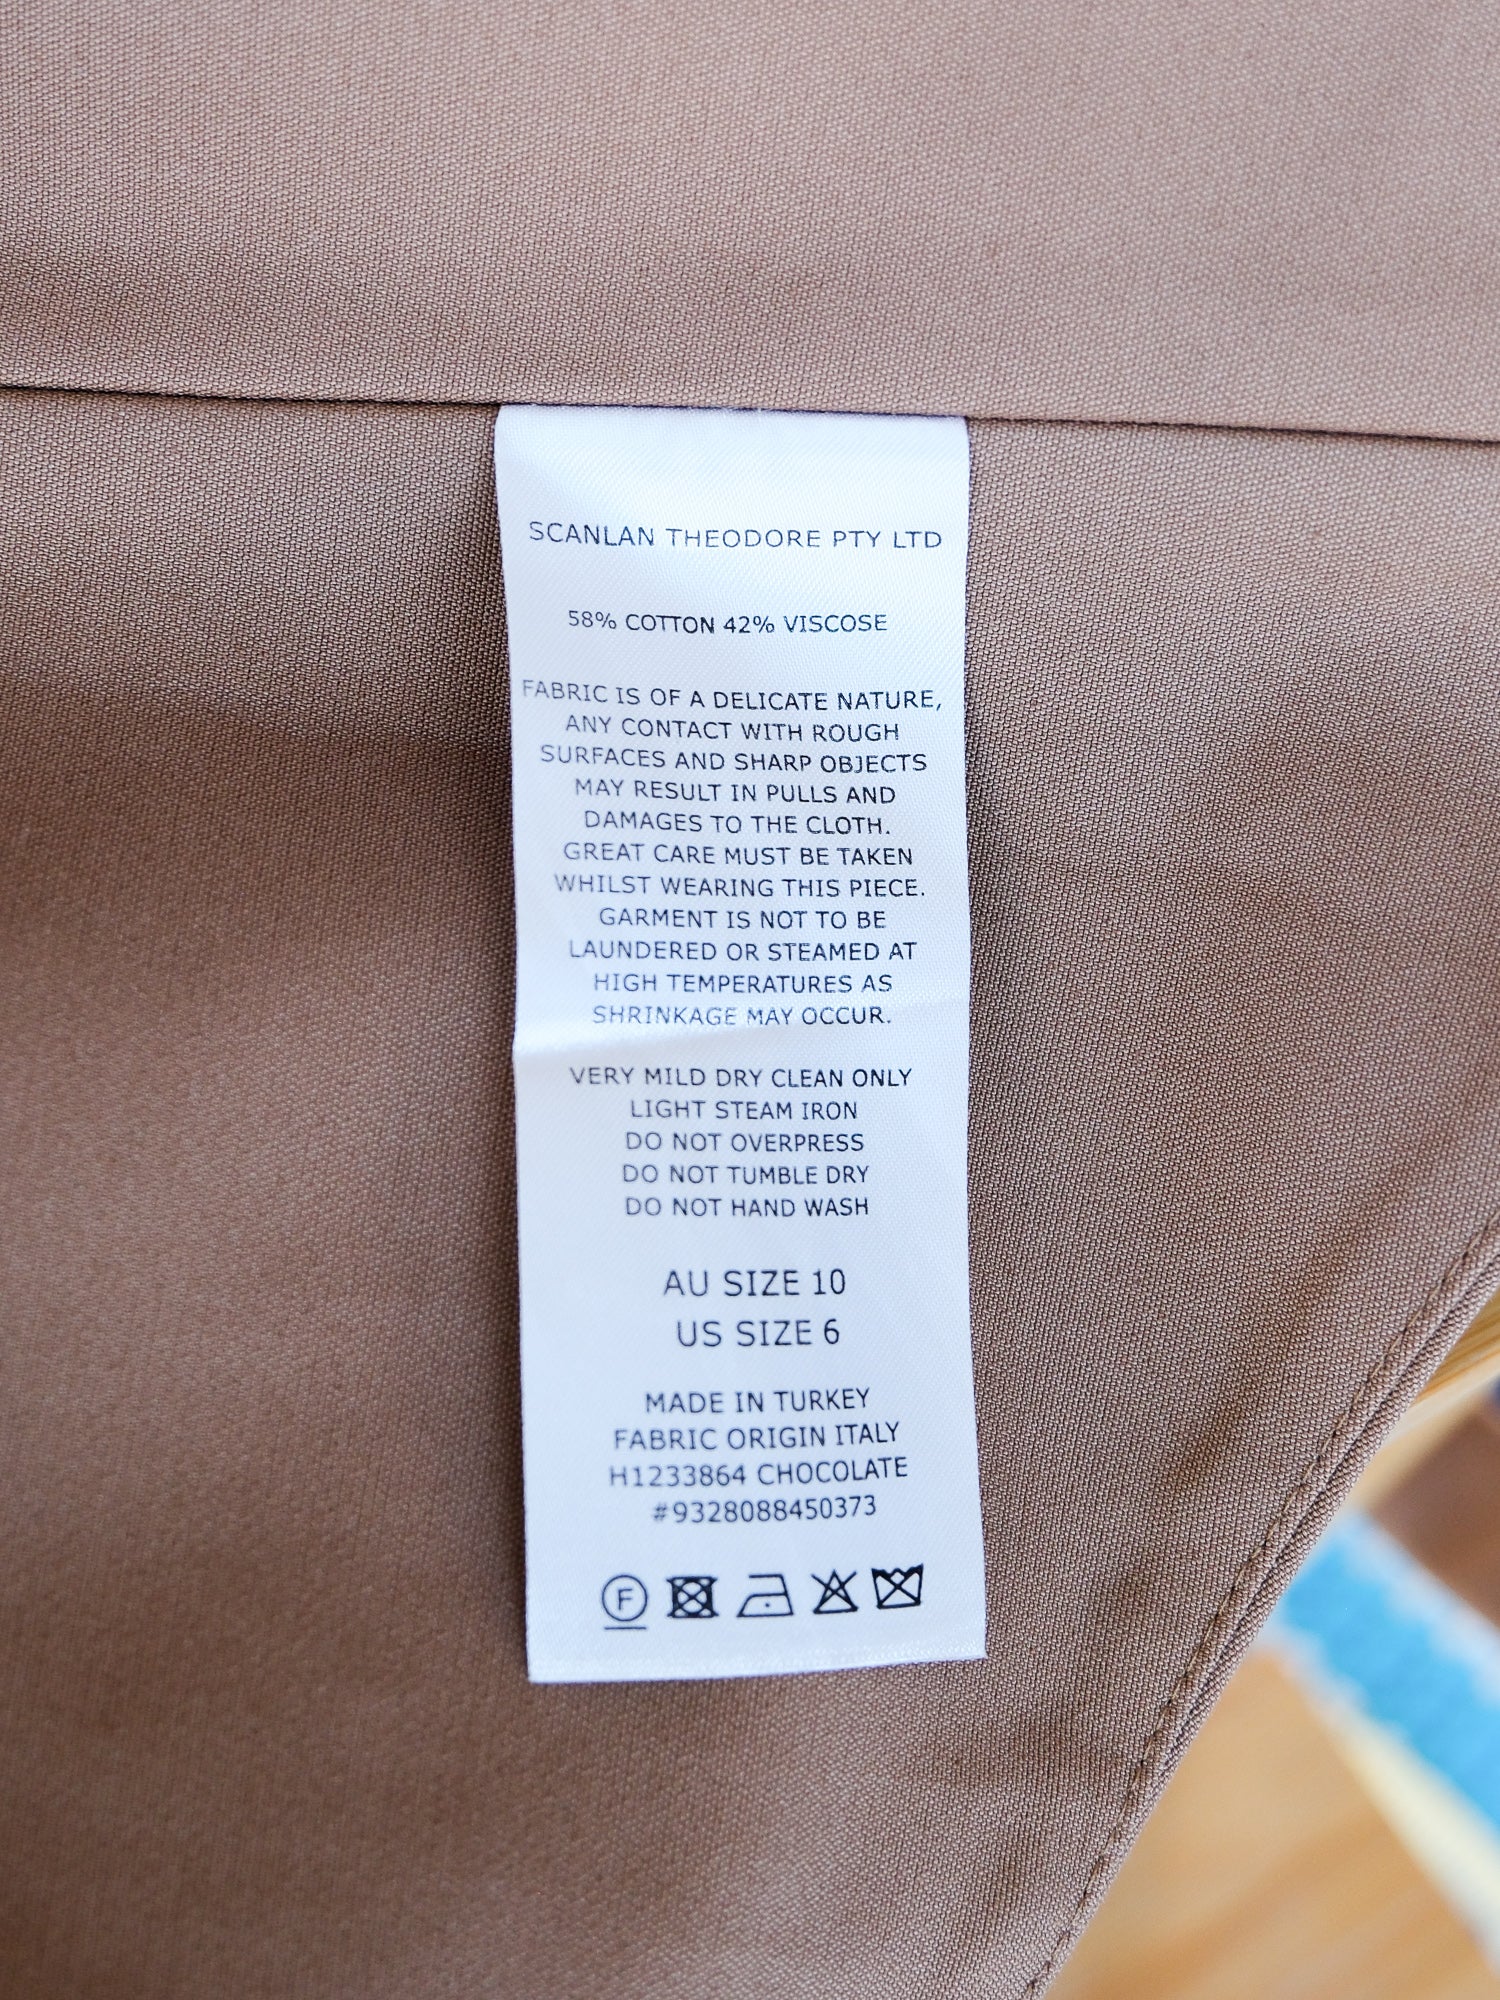 SCANLAN THEODORE PTY LTD
58% COTTON 42% VISCOSE
FABRIC IS OF A DELICATE NATURE,
ANY CONTACT WITH ROUGH
SURFACES AND SHARP OBJECTS
MAY RESULT IN PULLS AND
DAMAGES TO THE CLOTH.
GREAT CARE MUST BE TAKEN
WHILST WEARING THIS PIECE.
GARMENT IS NOT TO BE
LAUNDERED OR STEAMED AT
HIGH TEMPERATURES AS
SHRINKAGE MAY OCCUR.
VERY MILD DRY CLEAN ONLY
LIGHT STEAM IRON
DO NOT OVERPRESS
DO NOT TUMBLE DRY
DO NOT HAND WASH
AU SIZE 10
US SIZE 6
MADE IN TURKEY
FABRIC ORIGIN ITALY
H1233864 CHOCOLATE
#9328088450373
F